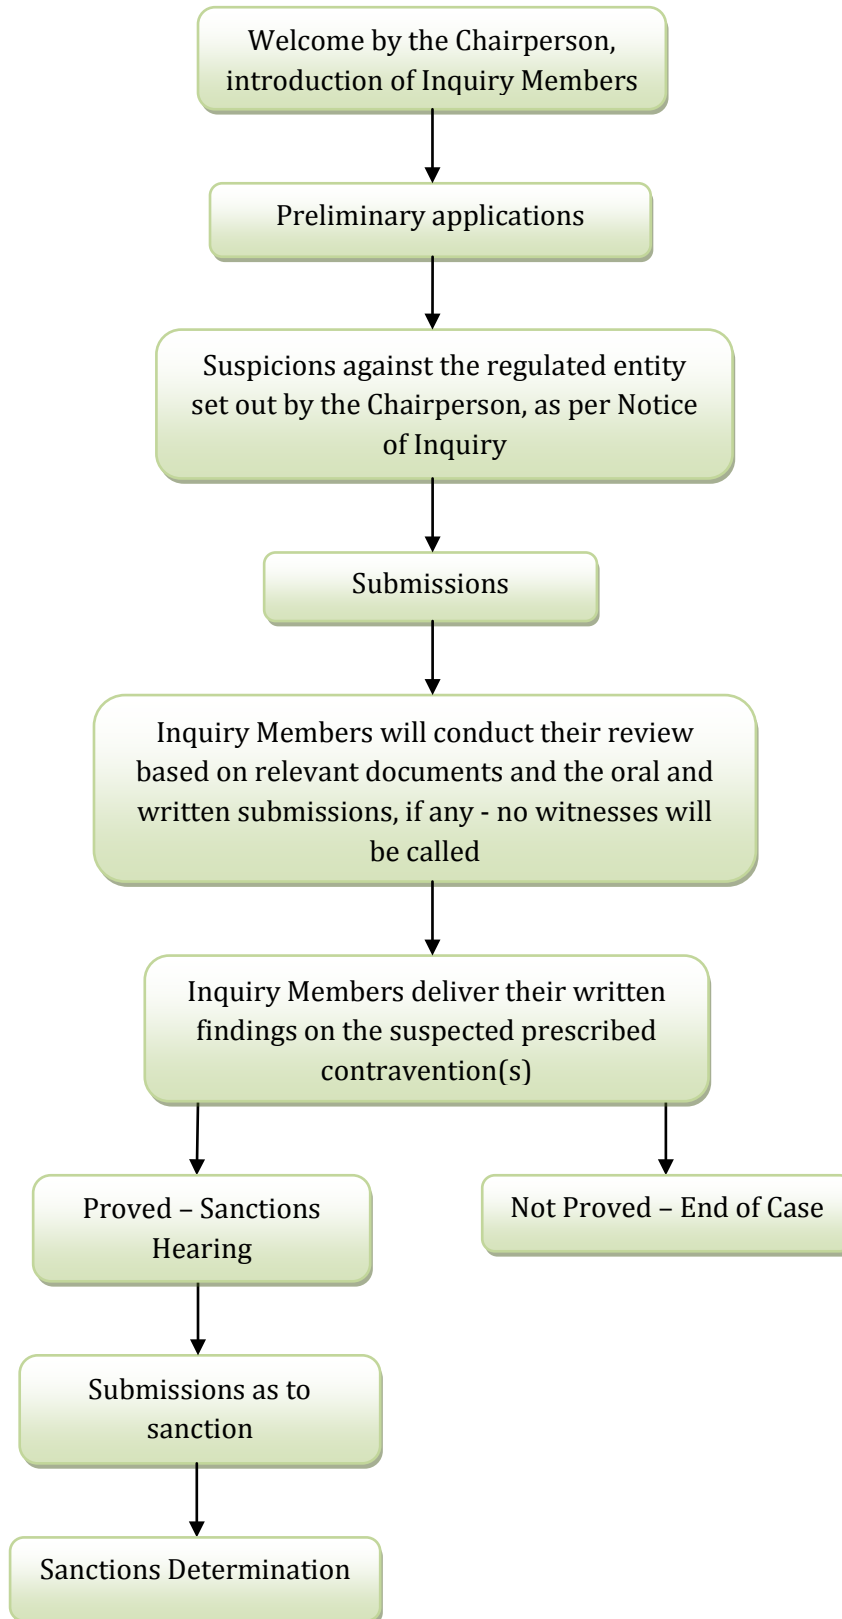 Welcome by the Chairperson,
introduction of Inquiry Members
Preliminary applications
Suspicions against the regulated entity
set out by the Chairperson, as per Notice
of Inquiry
Submissions
Inquiry Members will conduct their review
based on relevant documents and the oral and
written submissions, if any - no witnesses will
be called
Inquiry Members deliver their written
findings on the suspected prescribed
contravention(s)
Proved – Sanctions
Hearing
Not Proved – End of Case
Submissions as to
sanction
Sanctions Determination